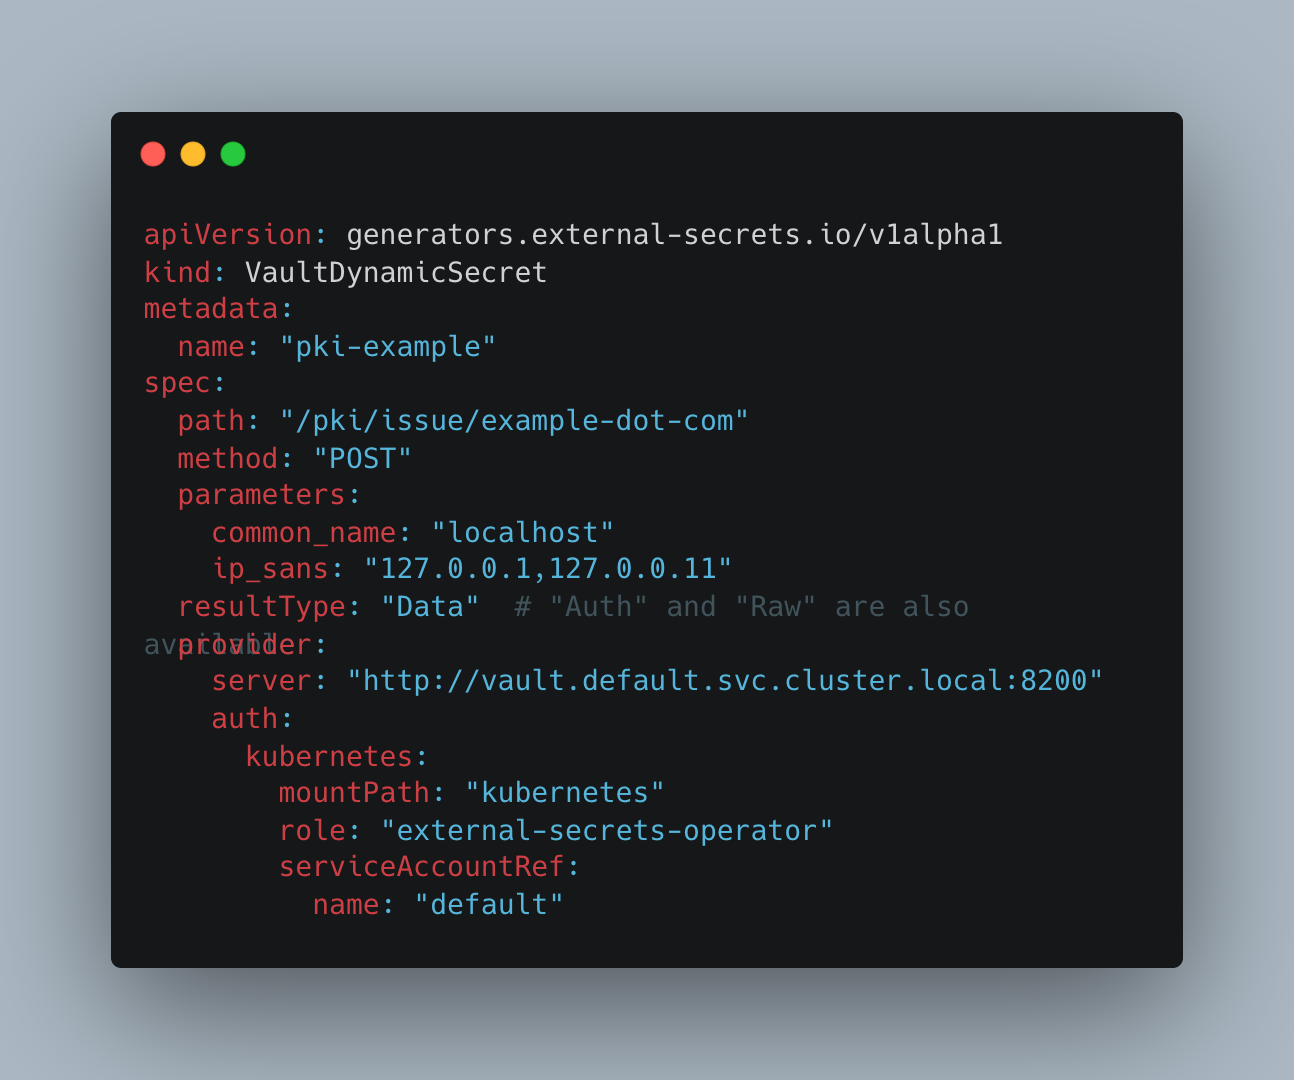 apiVersion: generators.external-secrets.io/v1alpha1
kind: VaultDynamicSecret
metadata:
  name: "pki-example"
spec:
  path: "/pki/issue/example-dot-com"
  method: "POST"
  parameters:
    common_name: "localhost"
    ip_sans: "127.0.0.1,127.0.0.11"
  resultType: "Data"  # "Auth" and "Raw" are also
available
  provider:
    server: "http://vault.default.svc.cluster.local:8200"
    auth:
      kubernetes:
        mountPath: "kubernetes"
        role: "external-secrets-operator"
        serviceAccountRef:
          name: "default"